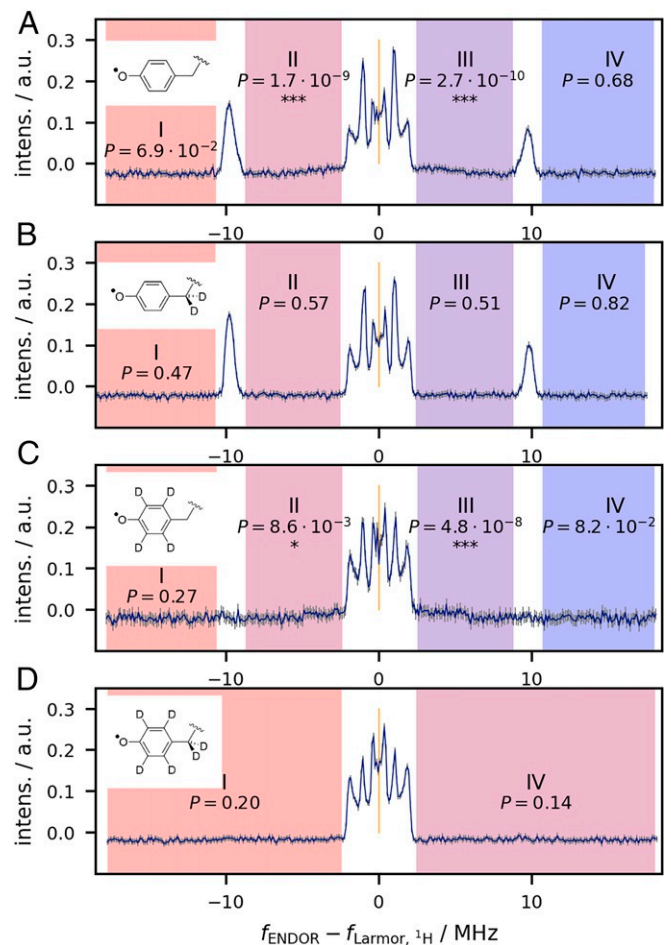 A
intens. / a.u.
0.3
0.2
0.1
0.0
•O
I
P = 6.9 · 10⁻²
II
P = 1.7 · 10⁻⁹
***
III
P = 2.7 · 10⁻¹⁰
***
IV
P = 0.68
−10
0
10
B
intens. / a.u.
0.3
0.2
0.1
0.0
•O
D
D
I
P = 0.47
II
P = 0.57
III
P = 0.51
IV
P = 0.82
−10
0
10
C
intens. / a.u.
0.3
0.2
0.1
0.0
D D
•O
D D
I
P = 0.27
II
P = 8.6 · 10⁻³
*
III
P = 4.8 · 10⁻⁸
***
IV
P = 8.2 · 10⁻²
−10
0
10
D
intens. / a.u.
0.3
0.2
0.1
0.0
D D
•O
D
D
D D
I
P = 0.20
IV
P = 0.14
−10
0
10
f ENDOR − f Larmor, ¹H / MHz